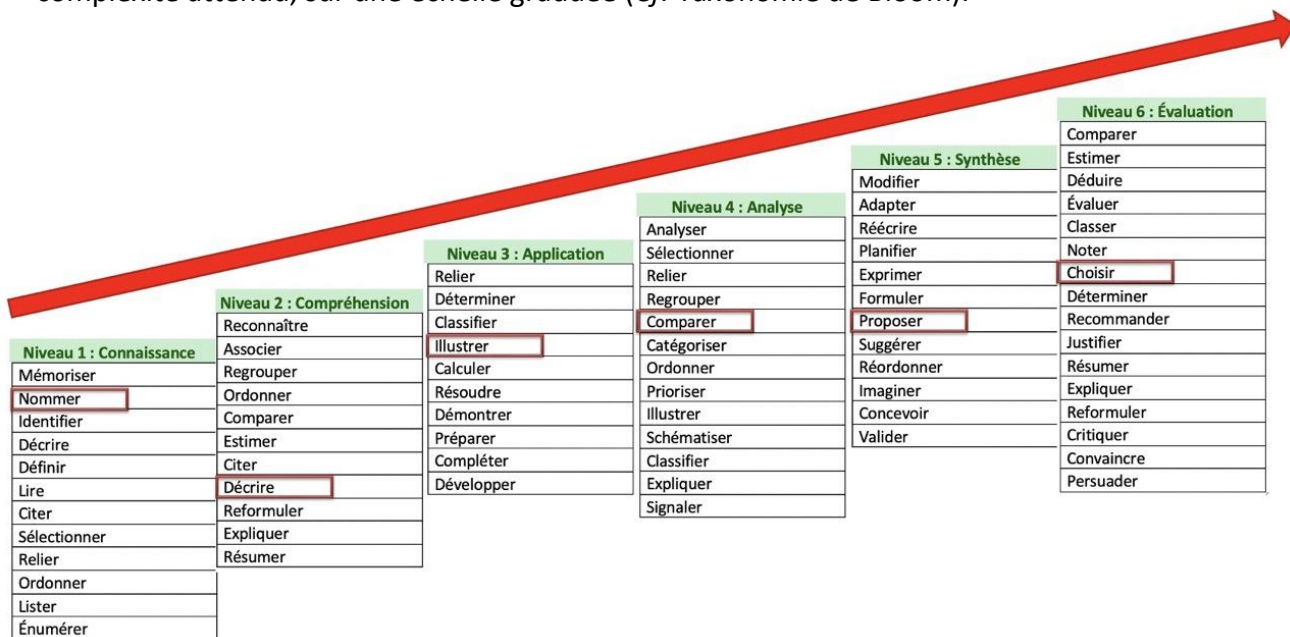 complexité attendu, sur une échelle graduée (cf. Taxonomie de Bloom).
Niveau 1 : Connaissance
Mémoriser
Nommer
Identifier
Décrire
Définir
Lire
Citer
Sélectionner
Relier
Ordonner
Lister
Énumérer
Niveau 2 : Compréhension
Reconnaître
Associer
Regrouper
Ordonner
Comparer
Estimer
Citer
Décrire
Reformuler
Expliquer
Résumer
Niveau 3 : Application
Relier
Déterminer
Classifier
Illustrer
Calculer
Résoudre
Démontrer
Préparer
Compléter
Développer
Niveau 4 : Analyse
Analyser
Sélectionner
Relier
Regrouper
Comparer
Catégoriser
Ordonner
Prioriser
Illustrer
Schématiser
Classifier
Expliquer
Signaler
Niveau 5 : Synthèse
Modifier
Adapter
Réécrire
Planifier
Exprimer
Formuler
Proposer
Suggérer
Réordonner
Imaginer
Concevoir
Valider
Niveau 6 : Évaluation
Comparer
Estimer
Déduire
Évaluer
Classer
Noter
Choisir
Déterminer
Recommander
Justifier
Résumer
Expliquer
Reformuler
Critiquer
Convaincre
Persuader